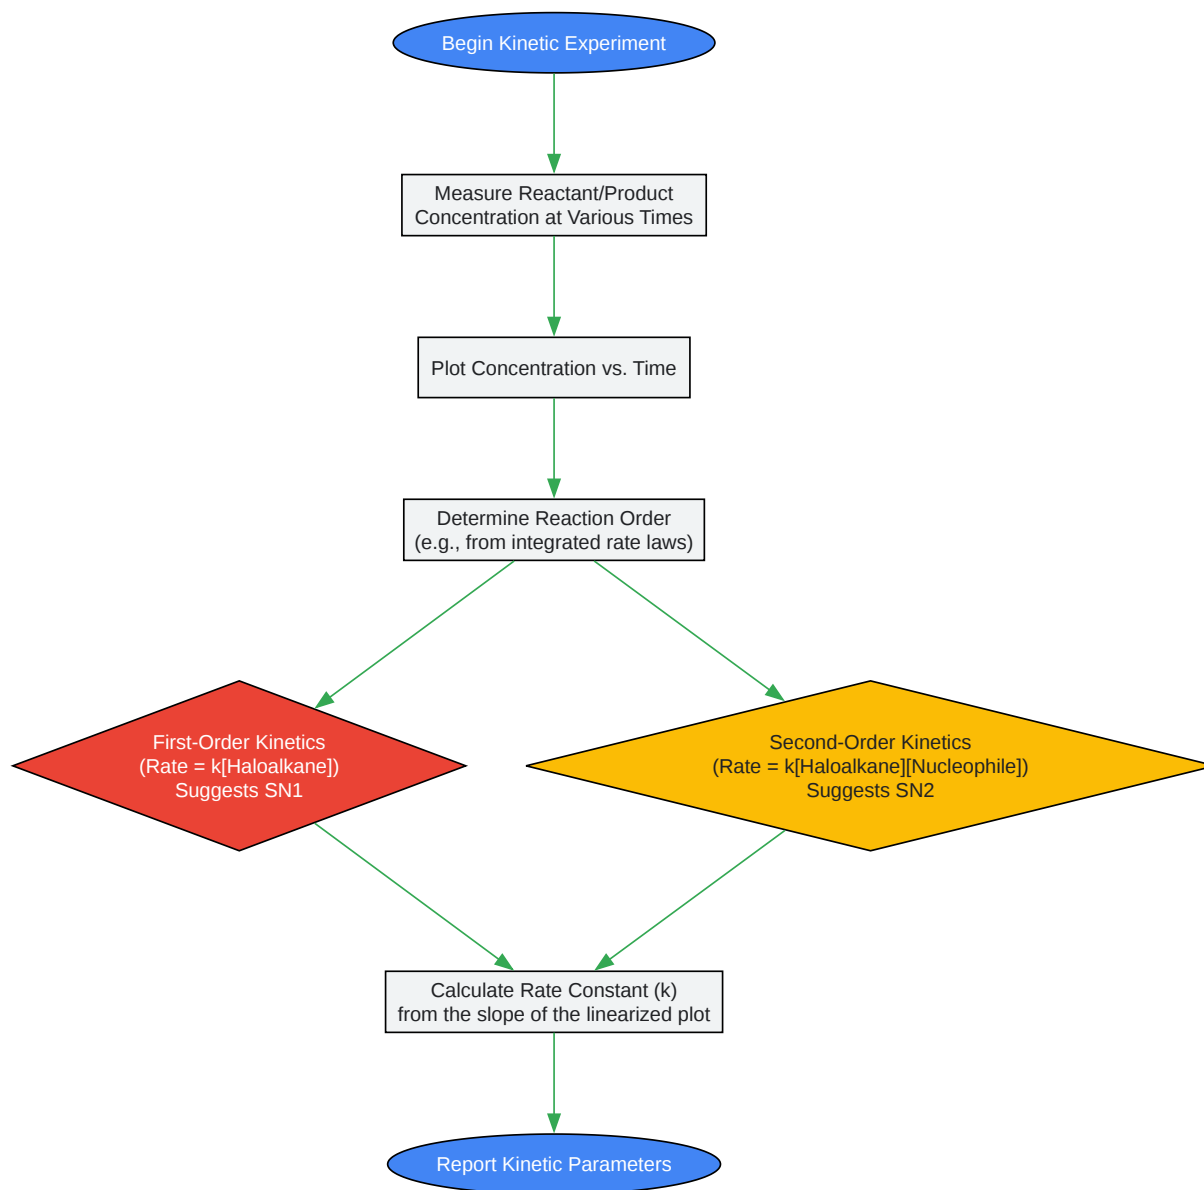 Begin Kinetic Experiment
Measure Reactant/Product
Concentration at Various Times
Plot Concentration vs. Time
Determine Reaction Order
(e.g., from integrated rate laws)
First-Order Kinetics
(Rate = k[Haloalkane])
Suggests SN1
Second-Order Kinetics
(Rate = k[Haloalkane][Nucleophile])
Suggests SN2
Calculate Rate Constant (k)
from the slope of the linearized plot
Report Kinetic Parameters